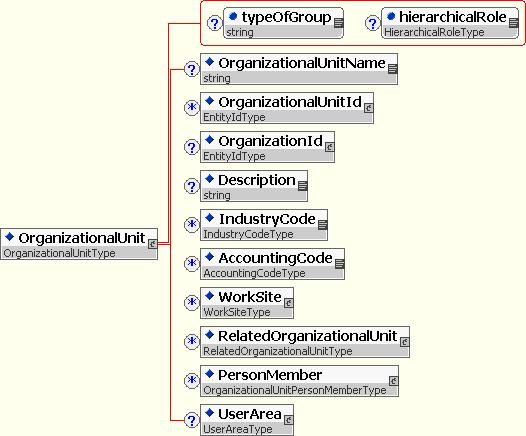 typeOfGroup
string
hierarchicalRole
HierarchicalRoleType
? OrganizationalUnitName
string
* OrganizationalUnitId
EntityIdType
? OrganizationId
EntityIdType
? Description
string
OrganizationalUnit
OrganizationalUnitType
* IndustryCode
IndustryCodeType
* AccountingCode
AccountingCodeType
* WorkSite
WorkSiteType
* RelatedOrganizationalUnit
RelatedOrganizationalUnitType
* PersonMember
OrganizationalUnitPersonMemberType
? UserArea
UserAreaType